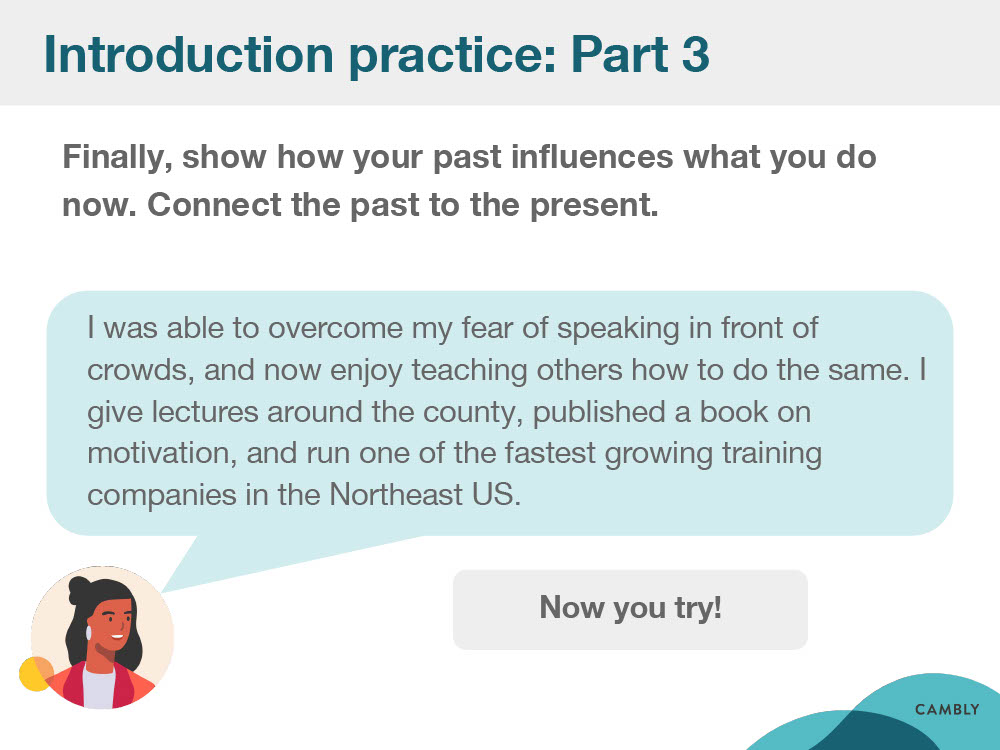 Introduction practice: Part 3
Finally, show how your past influences what you do
now. Connect the past to the present.
I was able to overcome my fear of speaking in front of
crowds, and now enjoy teaching others how to do the same. I
give lectures around the county, published a book on
motivation, and run one of the fastest growing training
companies in the Northeast US.
Now you try!
CAMBLY